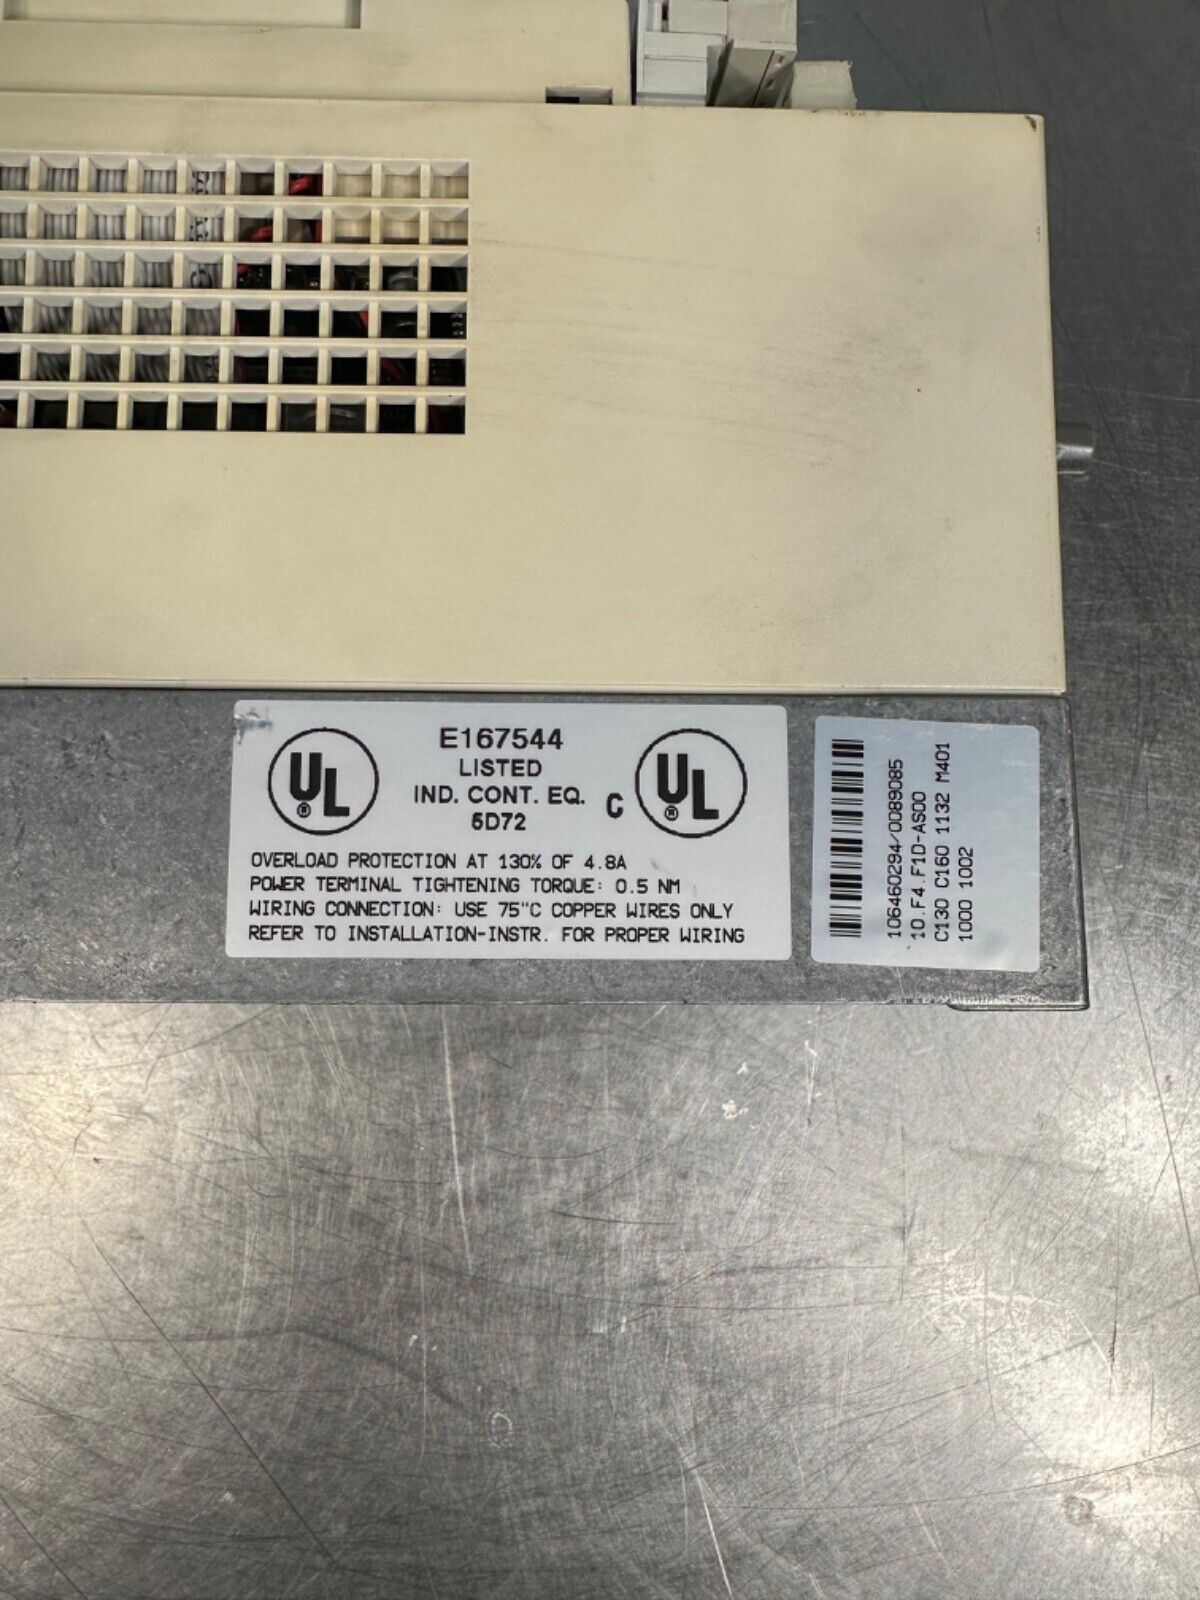 UL ®
E167544
LISTED
IND. CONT. EQ.
5D72
C UL ®
OVERLOAD PROTECTION AT 130% OF 4.8A
POWER TERMINAL TIGHTENING TORQUE: 0.5 NM
WIRING CONNECTION: USE 75"C COPPER WIRES ONLY
REFER TO INSTALLATION-INSTR. FOR PROPER WIRING
106460294/0089085
10.F4.F1D-AS00
C130 C160 1132 M401
1000 1002